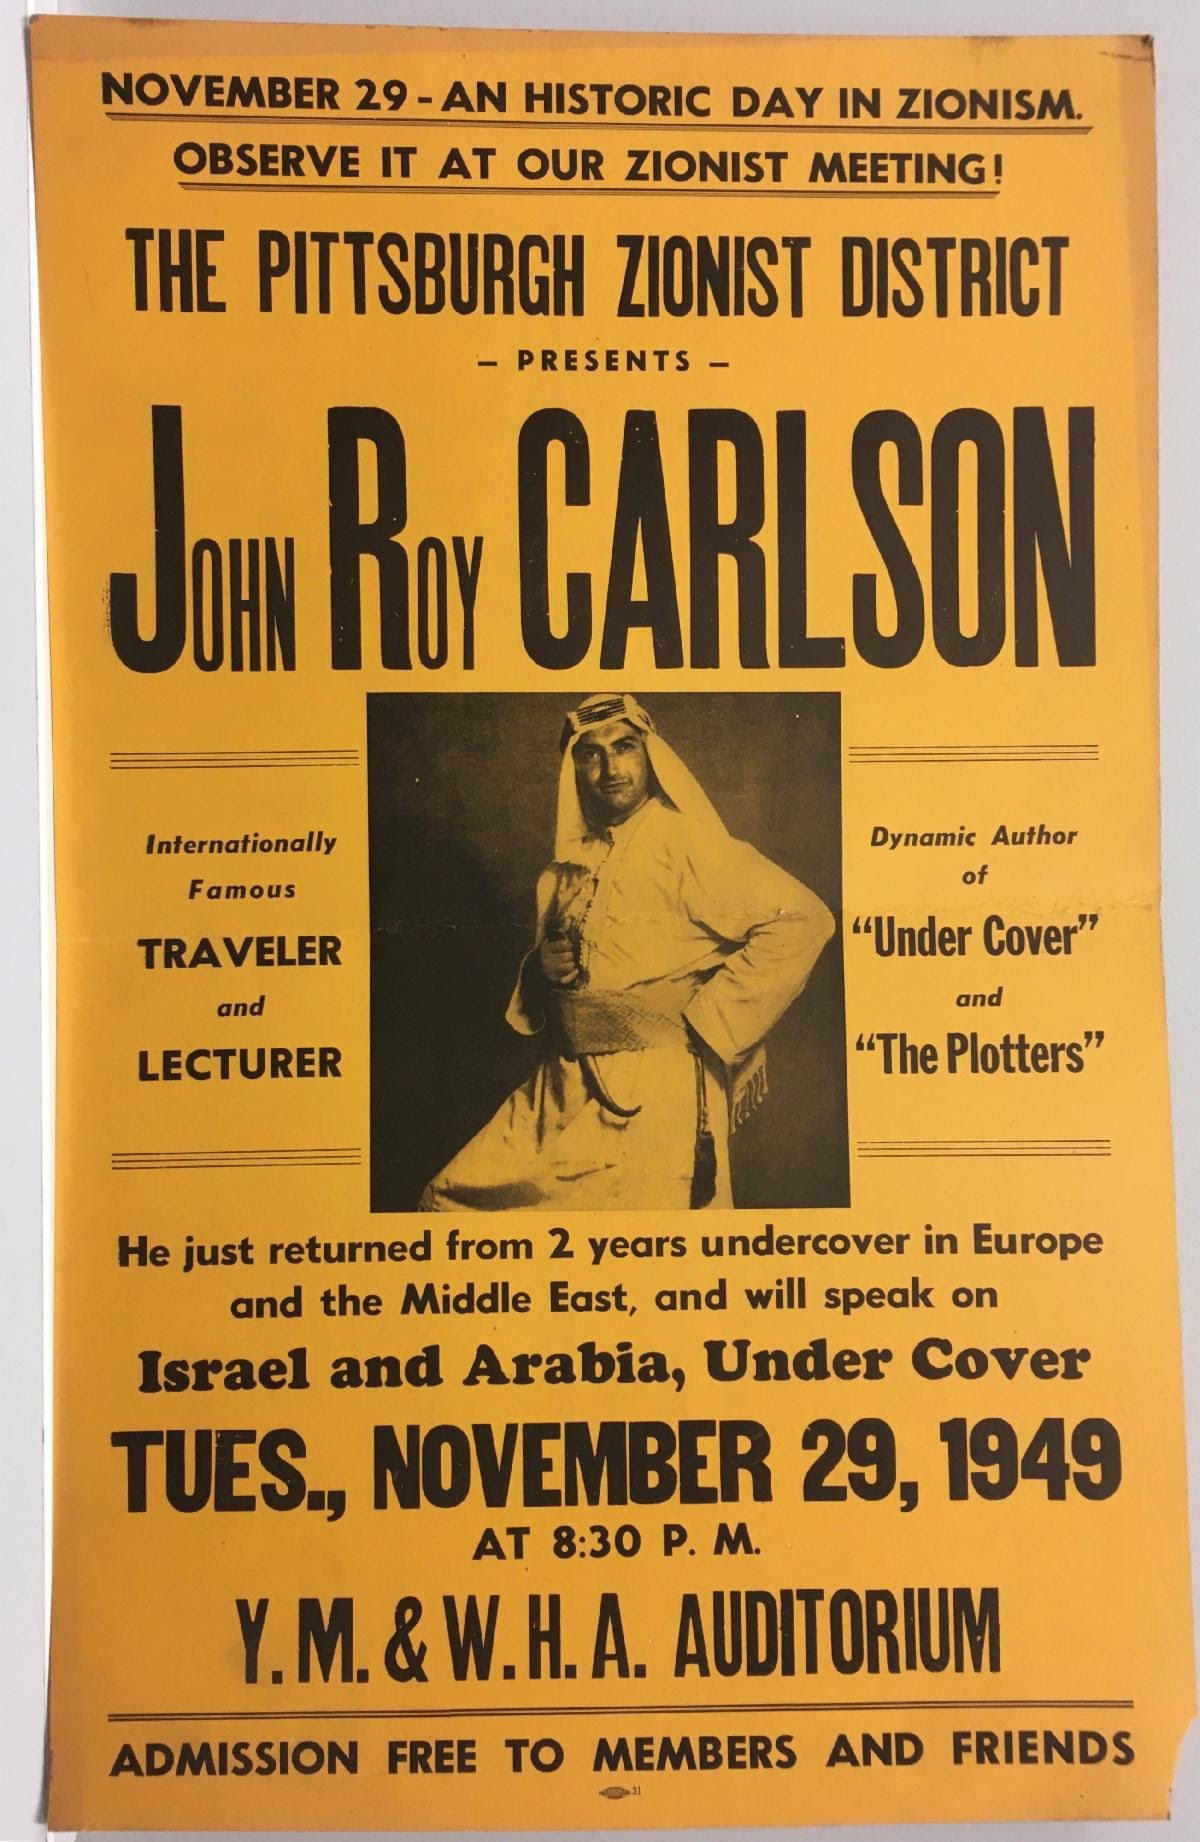 NOVEMBER 29 - AN HISTORIC DAY IN ZIONISM.
OBSERVE IT AT OUR ZIONIST MEETING!
THE PITTSBURGH ZIONIST DISTRICT
– PRESENTS –
JOHN ROY CARLSON
Internationally
Famous
TRAVELER
and
LECTURER
Dynamic Author
of
“Under Cover”
and
“The Plotters”
He just returned from 2 years undercover in Europe
and the Middle East, and will speak on
Israel and Arabia, Under Cover
TUES., NOVEMBER 29, 1949
AT 8:30 P. M.
Y. M. & W. H. A. AUDITORIUM
ADMISSION FREE TO MEMBERS AND FRIENDS
31